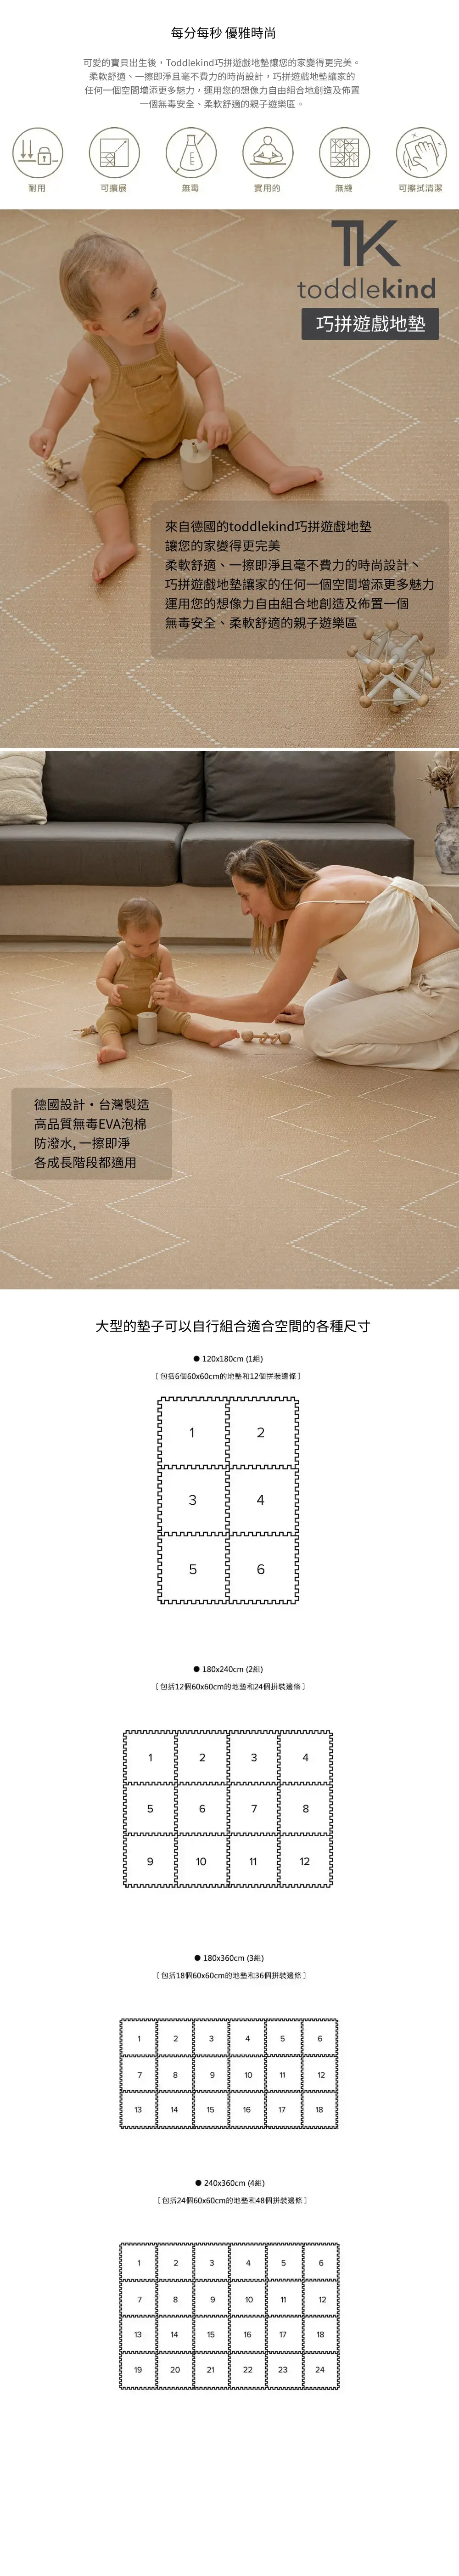 每分每秒 優雅時尚
可愛的寶貝出生後，Toddlekind巧拼遊戲地墊讓您的家變得更完美。
柔軟舒適、一擦即淨且毫不費力的時尚設計，巧拼遊戲地墊讓家的
任何一個空間增添更多魅力，運用您的想像力自由組合地創造及佈置
一個無毒安全、柔軟舒適的親子遊樂區。
耐用 可擴展 無毒 實用的 無縫 可擦拭清潔
TK
toddlekind
巧拼遊戲地墊
來自德國的toddlekind巧拼遊戲地墊
讓您的家變得更完美
柔軟舒適、一擦即淨且毫不費力的時尚設計、
巧拼遊戲地墊讓家的任何一個空間增添更多魅力
運用您的想像力自由組合地創造及佈置一個
無毒安全、柔軟舒適的親子遊樂區
德國設計・台灣製造
高品質無毒EVA泡棉
防潑水, 一擦即淨
各成長階段都適用
大型的墊子可以自行組合適合空間的各種尺寸
● 120x180cm (1組)
〔 包括6個60x60cm的地墊和12個拼裝邊條 〕
1 2
3 4
5 6
● 180x240cm (2組)
〔 包括12個60x60cm的地墊和24個拼裝邊條 〕
1 2 3 4
5 6 7 8
9 10 11 12
● 180x360cm (3組)
〔 包括18個60x60cm的地墊和36個拼裝邊條 〕
1 2 3 4 5 6
7 8 9 10 11 12
13 14 15 16 17 18
● 240x360cm (4組)
〔 包括24個60x60cm的地墊和48個拼裝邊條 〕
1 2 3 4 5 6
7 8 9 10 11 12
13 14 15 16 17 18
19 20 21 22 23 24